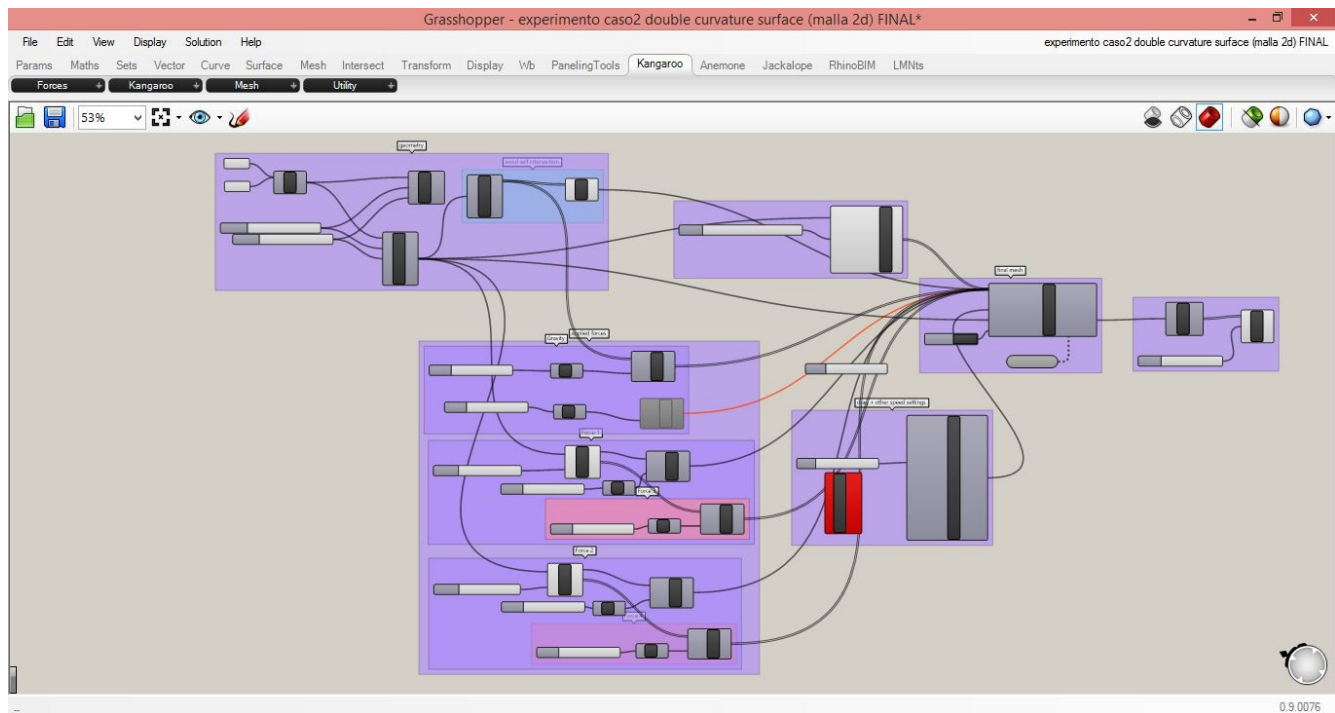 Grasshopper - experimento caso2 double curvature surface (malla 2d) FINAL*
File Edit View Display Solution Help
experimento caso2 double curvature surface (malla 2d) FINAL
Params Maths Sets Vector Curve Surface Mesh Intersect Transform Display Wb PanelingTools Kangaroo Anemone Jackalope RhinoBIM LMNts
Forces Kangaroo Mesh Utility
53%
geometry
avoid self intersection
final mesh
applied forces
Gravity
+ other speed settings
Force 1
Force 2
0.9.0076